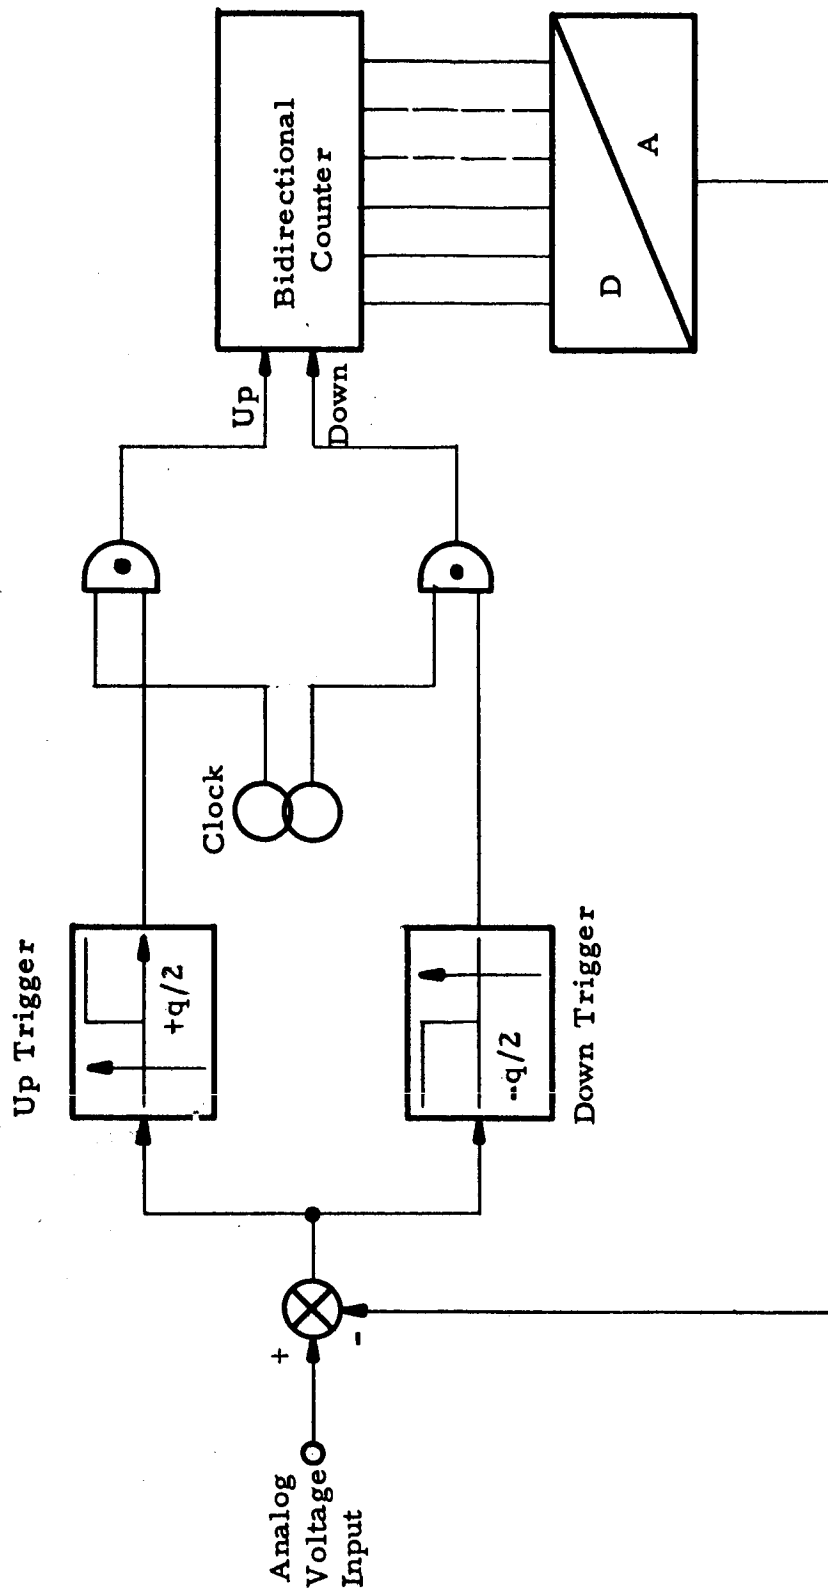 Analog
Voltage
Input
+
-
Up Trigger
+q/2
Down Trigger
-q/2
Clock
Up
Down
Bidirectional
Counter
D
A